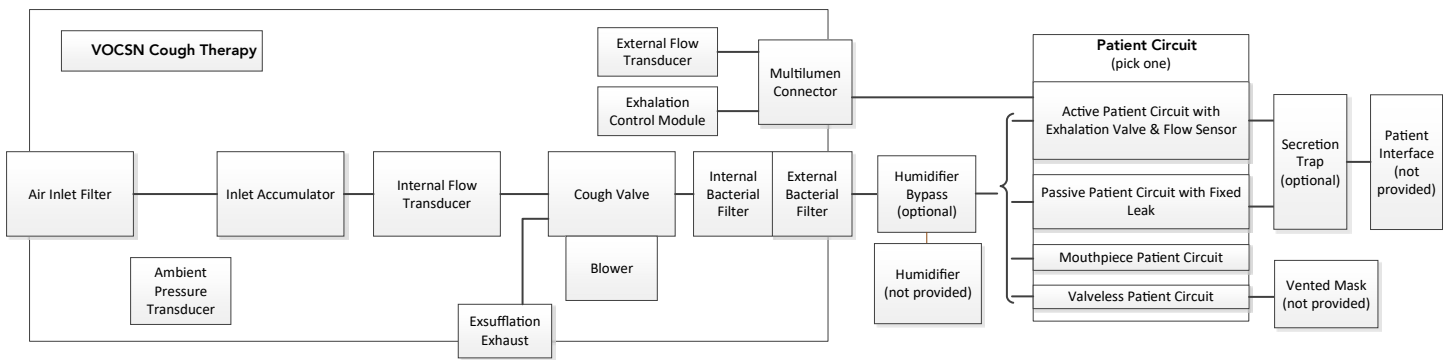 VOCSN Cough Therapy
External Flow
Transducer
Multilumen
Connector
Exhalation
Control Module
Patient Circuit
(pick one)
Active Patient Circuit with
Exhalation Valve & Flow Sensor
Secretion
Trap
(optional)
Patient
Interface
(not
provided)
Air Inlet Filter
Inlet Accumulator
Internal Flow
Transducer
Cough Valve
Internal
Bacterial
Filter
External
Bacterial
Filter
Humidifier
Bypass
(optional)
Passive Patient Circuit with Fixed
Leak
Mouthpiece Patient Circuit
Valveless Patient Circuit
Vented Mask
(not provided)
Ambient
Pressure
Transducer
Blower
Humidifier
(not provided)
Exsufflation
Exhaust